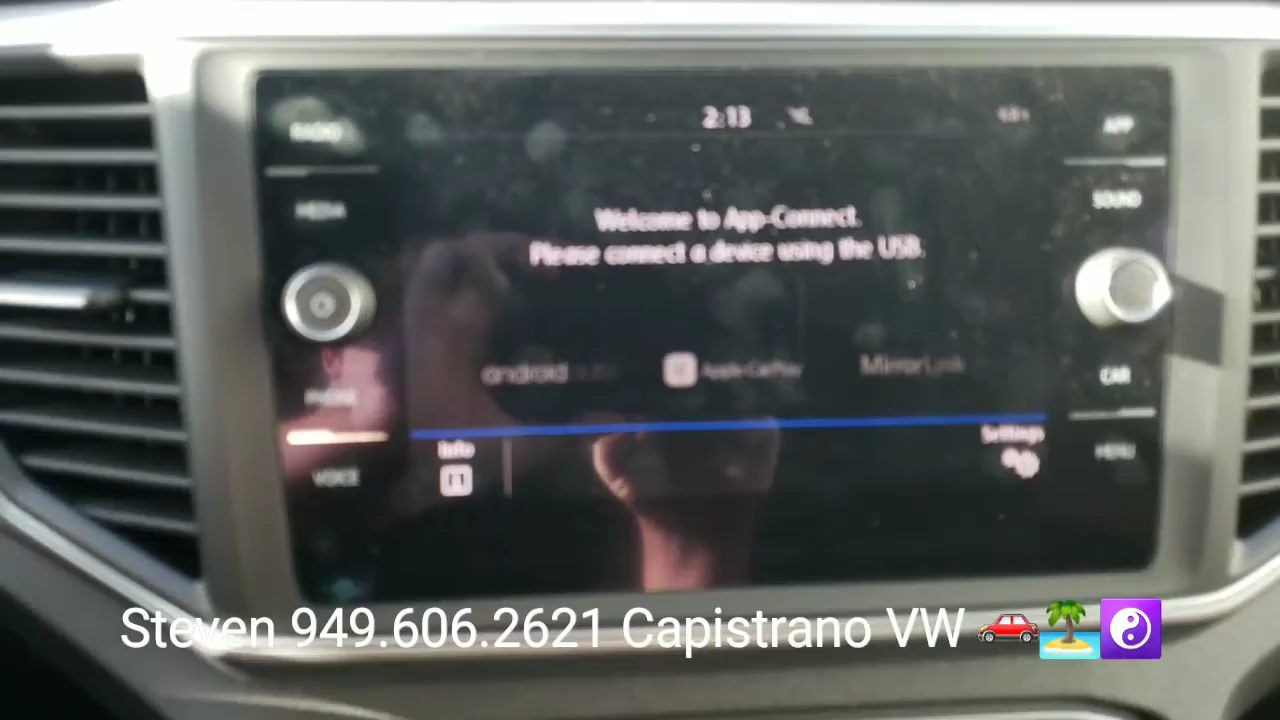 2:13
RADIO
APP
MEDIA
SOUND
Welcome to App-Connect.
Please connect a device using the USB.
android auto
Apple CarPlay
MirrorLink
PHONE
CAR
Info
Settings
VOICE
MENU
Steven 949.606.2621 Capistrano VW 🚗🏝️☯️